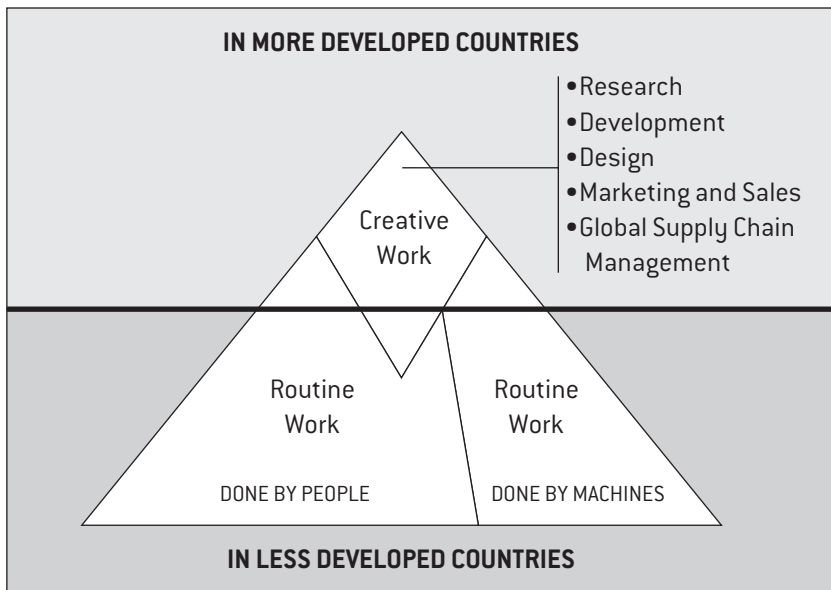 IN MORE DEVELOPED COUNTRIES
•Research
•Development
•Design
•Marketing and Sales
•Global Supply Chain
Management
Creative
Work
Routine
Work
DONE BY PEOPLE
Routine
Work
DONE BY MACHINES
IN LESS DEVELOPED COUNTRIES